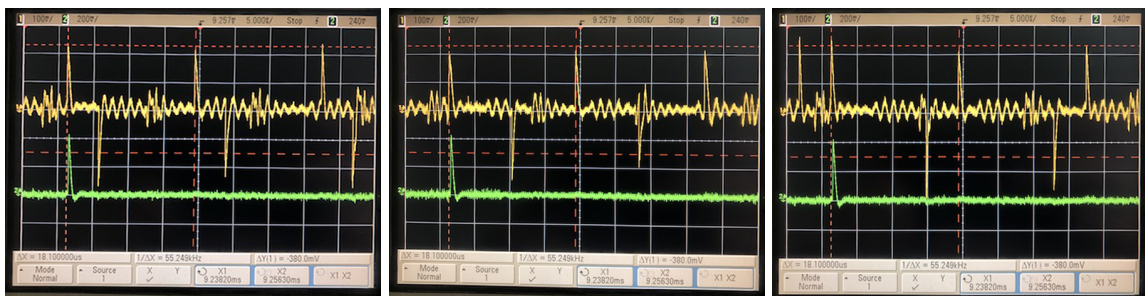 1 100▿/ 2 200▿/ 9.257▿ 5.000▿/ Stop 2 240▿
ΔX = 18.100000us 1/ΔX = 55.249kHz ΔY(1) = -380.0mV
Mode Normal Source 1 X Y X1 9.23820ms X2 9.25630ms X1 X2
1 100▿/ 2 200▿/ 9.257▿ 5.000▿/ Stop 2 240▿
ΔX = 18.100000us 1/ΔX = 55.249kHz ΔY(1) = -380.0mV
Mode Normal Source 1 X Y X1 9.23820ms X2 9.25630ms X1 X2
1 100▿/ 2 200▿/ 9.257▿ 5.000▿/ Stop 2 240▿
ΔX = 18.100000us 1/ΔX = 55.249kHz ΔY(1) = -380.0mV
Mode Normal Source 1 X Y X1 9.23820ms X2 9.25630ms X1 X2